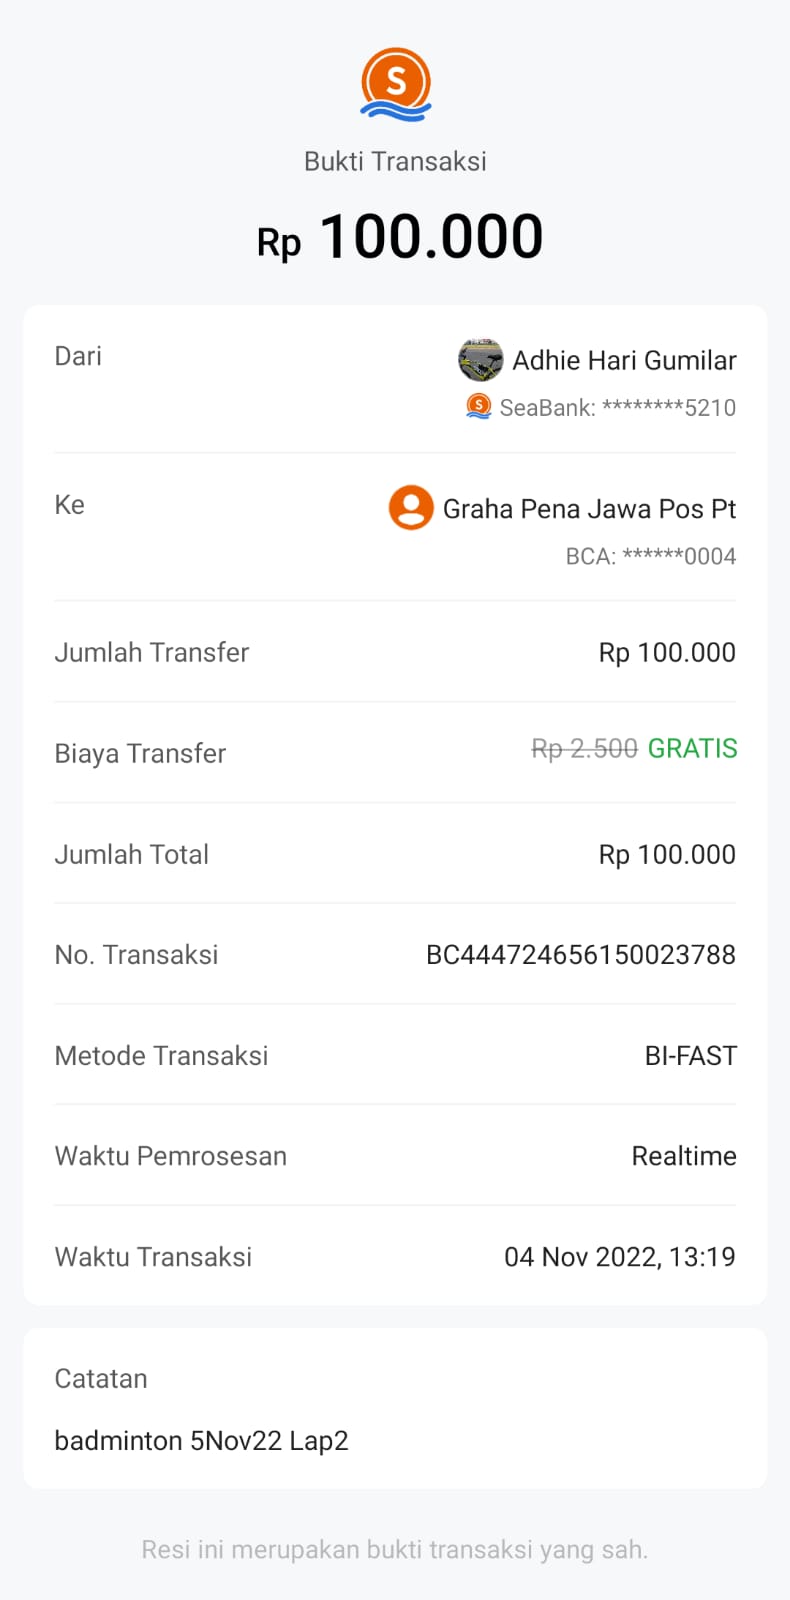 S
Bukti Transaksi
Rp 100.000
Dari
Adhie Hari Gumilar
S SeaBank: ********5210
Ke
Graha Pena Jawa Pos Pt
BCA: ******0004
Jumlah Transfer Rp 100.000
Biaya Transfer Rp 2.500 GRATIS
Jumlah Total Rp 100.000
No. Transaksi BC444724656150023788
Metode Transaksi BI-FAST
Waktu Pemrosesan Realtime
Waktu Transaksi 04 Nov 2022, 13:19
Catatan
badminton 5Nov22 Lap2
Resi ini merupakan bukti transaksi yang sah.